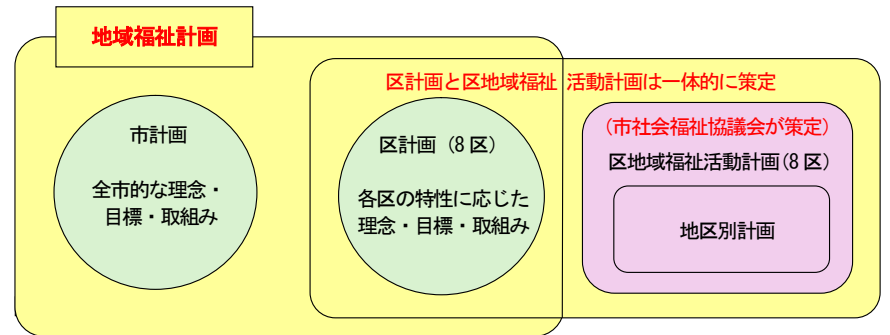 地域福祉計画
区計画と区地域福祉 活動計画は一体的に策定
市計画
全市的な理念・
目標・取組み
区計画（8 区）
各区の特性に応じた
理念・目標・取組み
(市社会福祉協議会が策定)
区地域福祉活動計画(8 区)
地区別計画